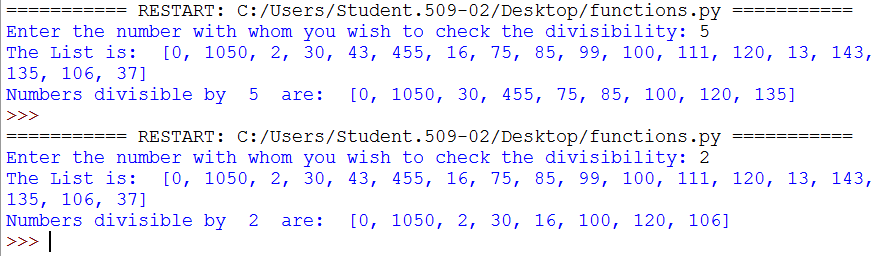 =========== RESTART: C:/Users/Student.509-02/Desktop/functions.py ===========
Enter the number with whom you wish to check the divisibility: 5
The List is:  [0, 1050, 2, 30, 43, 455, 16, 75, 85, 99, 100, 111, 120, 13, 143,
135, 106, 37]
Numbers divisible by  5  are:  [0, 1050, 30, 455, 75, 85, 100, 120, 135]
>>>
=========== RESTART: C:/Users/Student.509-02/Desktop/functions.py ===========
Enter the number with whom you wish to check the divisibility: 2
The List is:  [0, 1050, 2, 30, 43, 455, 16, 75, 85, 99, 100, 111, 120, 13, 143,
135, 106, 37]
Numbers divisible by  2  are:  [0, 1050, 2, 30, 16, 100, 120, 106]
>>>